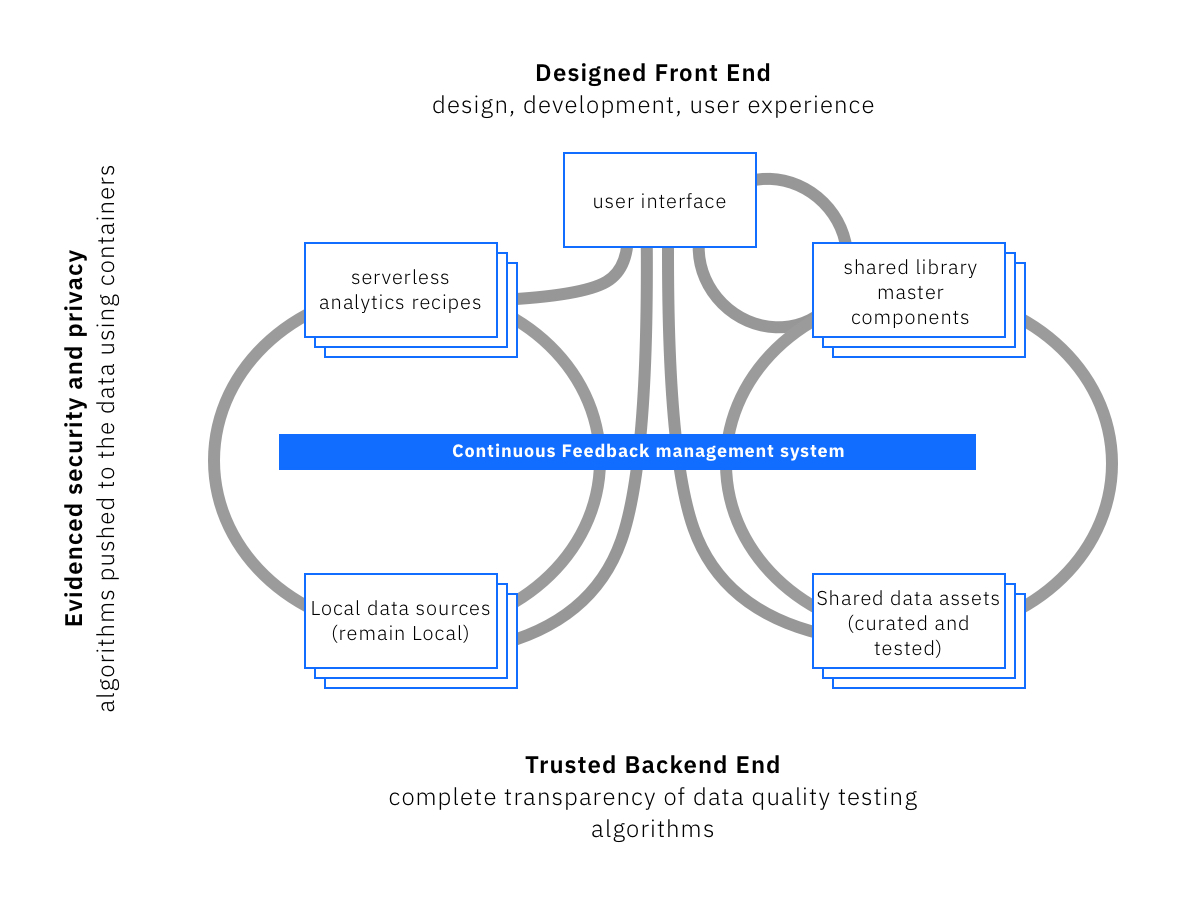 Designed Front End
design, development, user experience
Evidenced security and privacy
algorithms pushed to the data using containers
user interface
serverless
analytics recipes
shared library
master
components
Continuous Feedback management system
Local data sources
(remain Local)
Shared data assets
(curated and
tested)
Trusted Backend End
complete transparency of data quality testing
algorithms